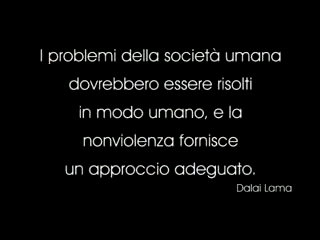 I problemi della società umana
dovrebbero essere risolti
in modo umano, e la
nonviolenza fornisce
un approccio adeguato.
Dalai Lama